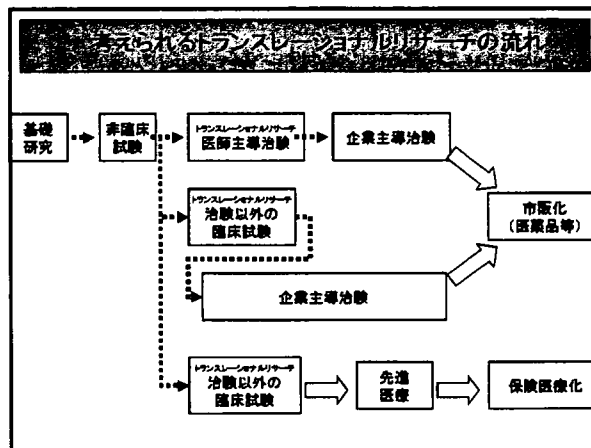 考えられるトランスレーショナルリサーチの流れ
基礎
研究
非臨床
試験
トランスレーショナルリサーチ
医師主導治験
企業主導治験
トランスレーショナルリサーチ
治験以外の
臨床試験
市販化
(医薬品等)
企業主導治験
トランスレーショナルリサーチ
治験以外の
臨床試験
先進
医療
保険医療化